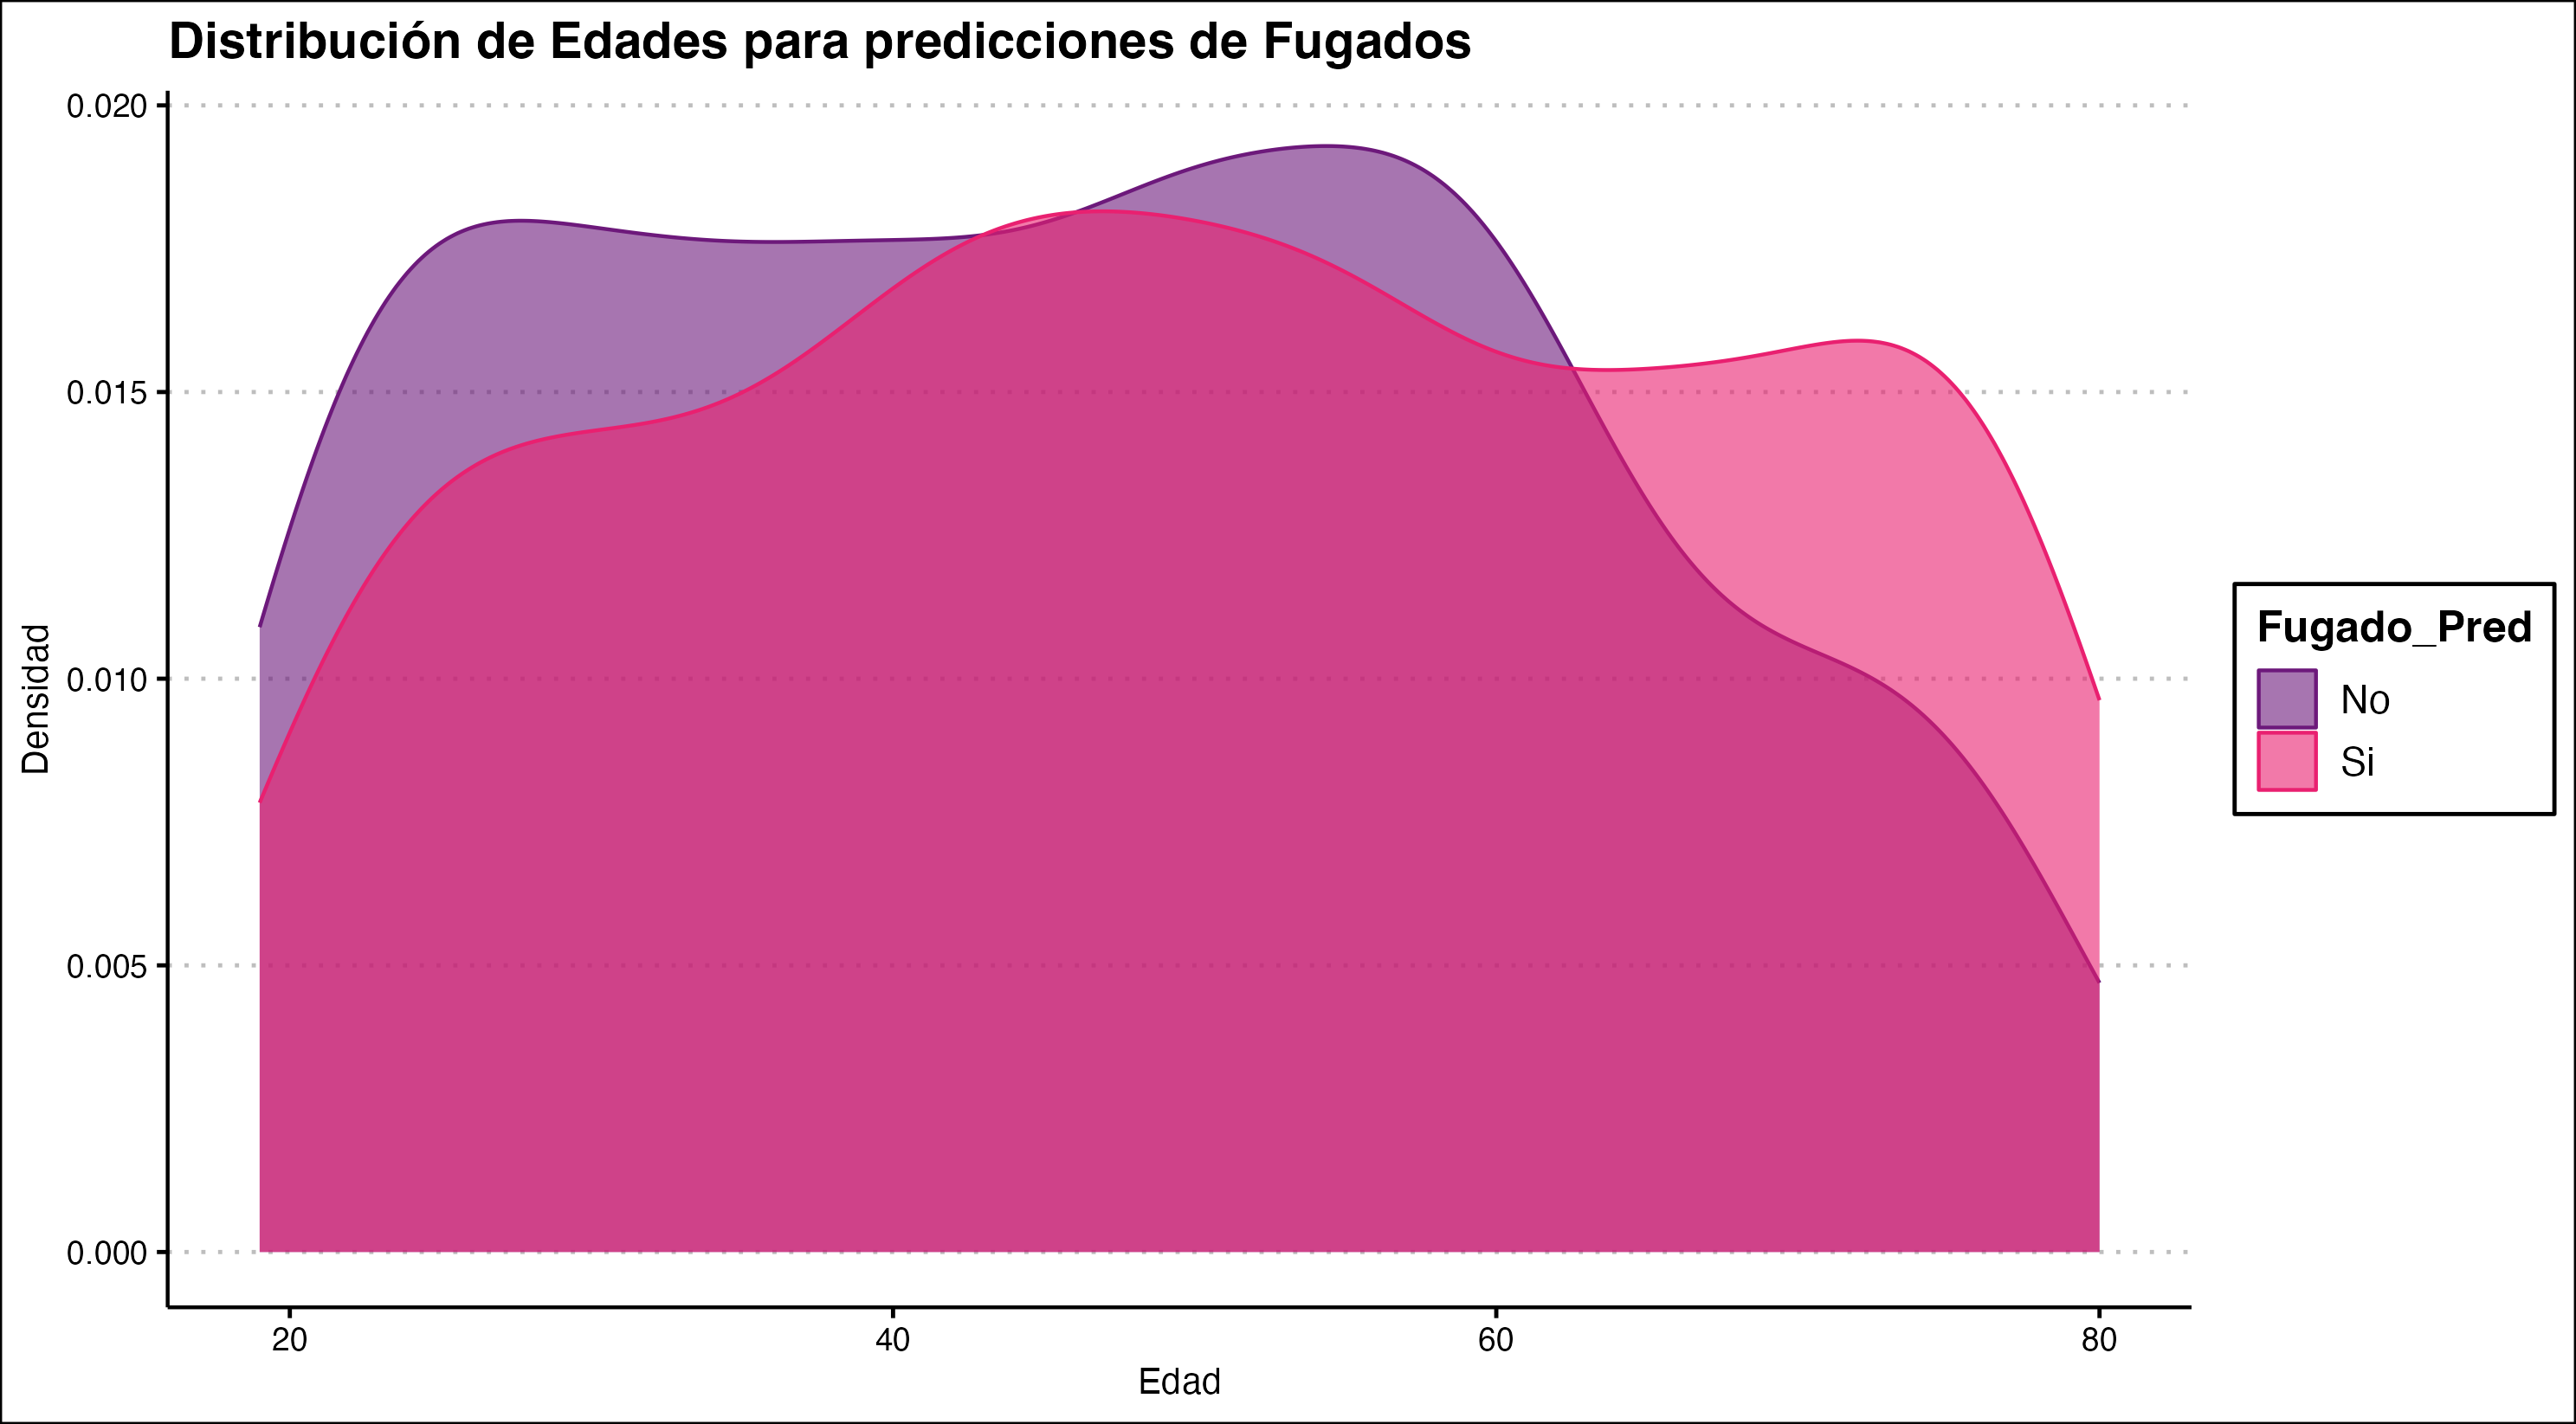 Distribución de Edades para predicciones de Fugados
0.020
0.015
0.010
0.005
0.000
Densidad
20 40 60 80
Edad
Fugado_Pred
No
Si